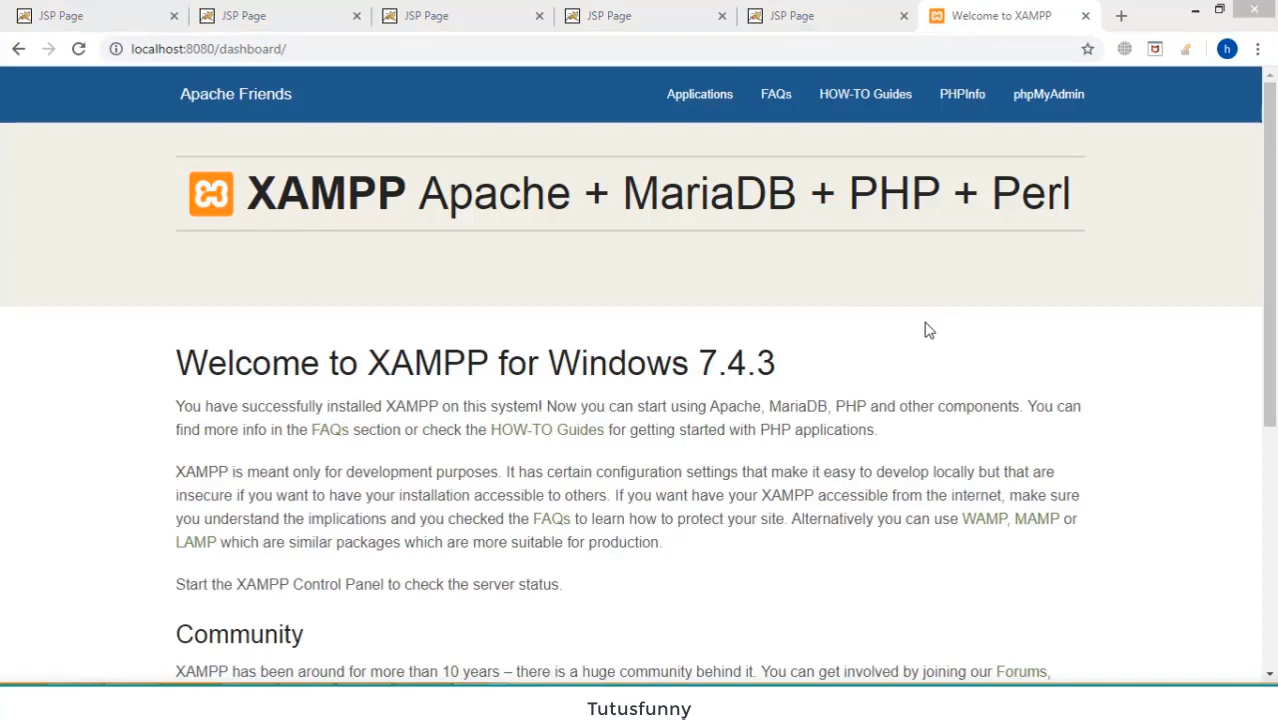 JSP Page JSP Page JSP Page JSP Page JSP Page Welcome to XAMPP
localhost:8080/dashboard/
h
Apache Friends Applications FAQs HOW-TO Guides PHPInfo phpMyAdmin
XAMPP Apache + MariaDB + PHP + Perl
Welcome to XAMPP for Windows 7.4.3
You have successfully installed XAMPP on this system! Now you can start using Apache, MariaDB, PHP and other components. You can
find more info in the FAQs section or check the HOW-TO Guides for getting started with PHP applications.
XAMPP is meant only for development purposes. It has certain configuration settings that make it easy to develop locally but that are
insecure if you want to have your installation accessible to others. If you want have your XAMPP accessible from the internet, make sure
you understand the implications and you checked the FAQs to learn how to protect your site. Alternatively you can use WAMP, MAMP or
LAMP which are similar packages which are more suitable for production.
Start the XAMPP Control Panel to check the server status.
Community
XAMPP has been around for more than 10 years – there is a huge community behind it. You can get involved by joining our Forums,
Tutusfunny